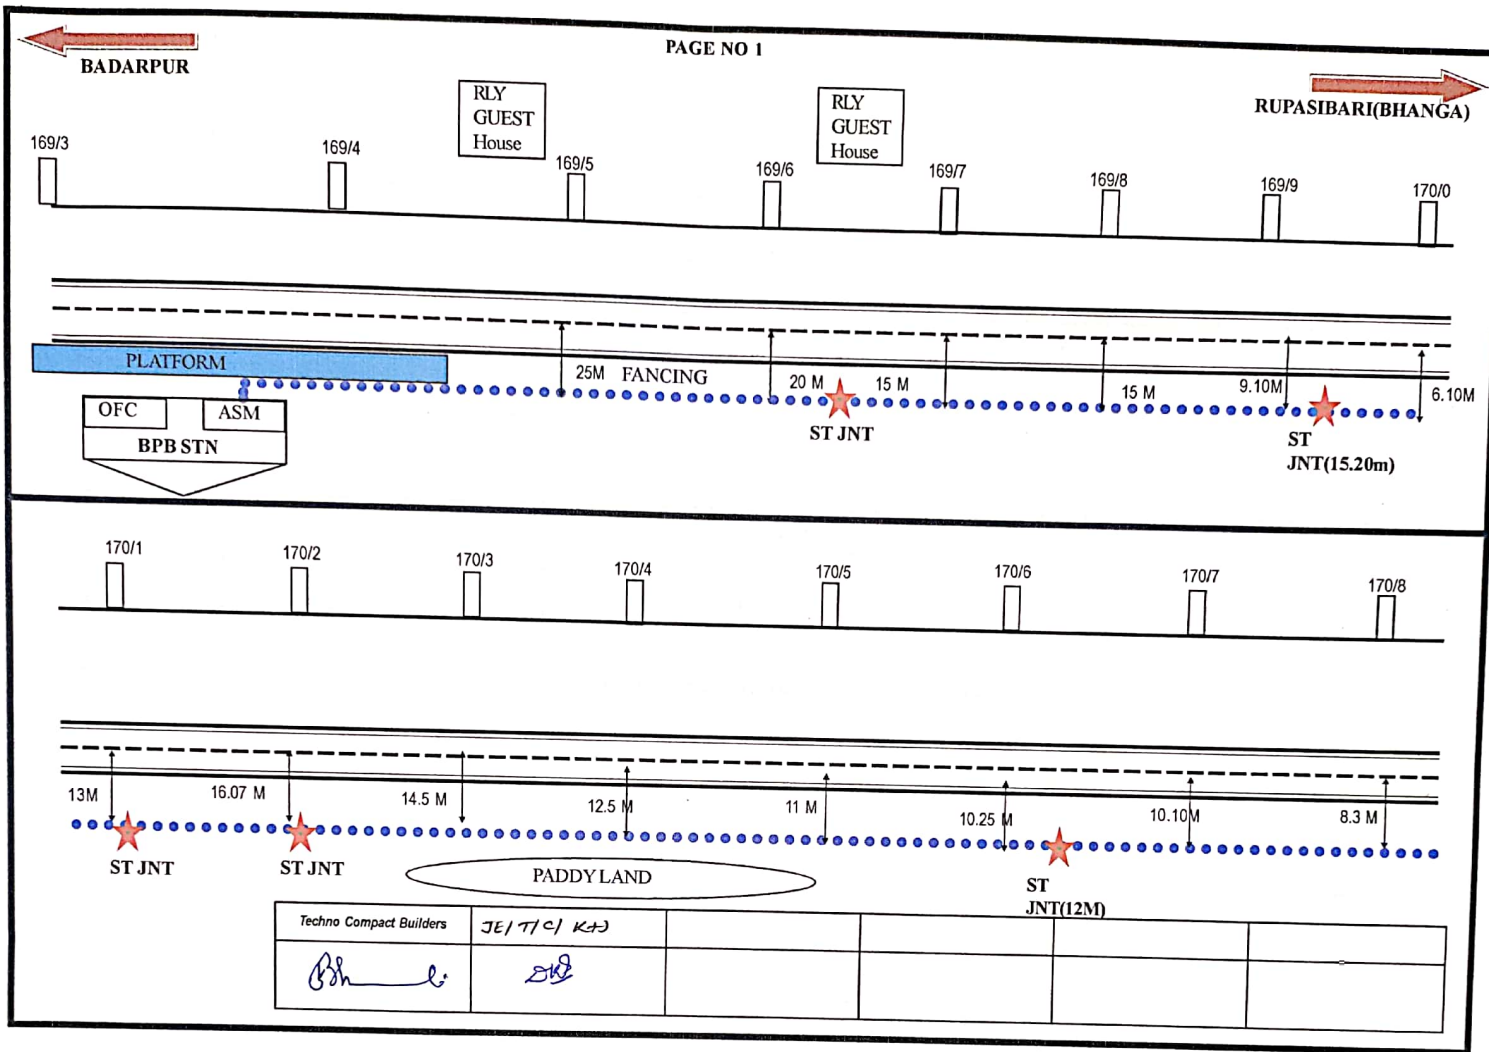 PAGE NO 1
BADARPUR
RUPASIBARI(BHANGA)
RLY
GUEST
House
RLY
GUEST
House
169/3
169/4
169/5
169/6
169/7
169/8
169/9
170/0
PLATFORM
25M
FANCING
20 M
15 M
15 M
9.10M
6.10M
OFC
ASM
BPB STN
ST JNT
ST
JNT(15.20m)
170/1
170/2
170/3
170/4
170/5
170/6
170/7
170/8
13M
16.07 M
14.5 M
12.5 M
11 M
10.25 M
10.10M
8.3 M
ST JNT
ST JNT
PADDY LAND
ST
JNT(12M)
Techno Compact Builders
JE/T/C/